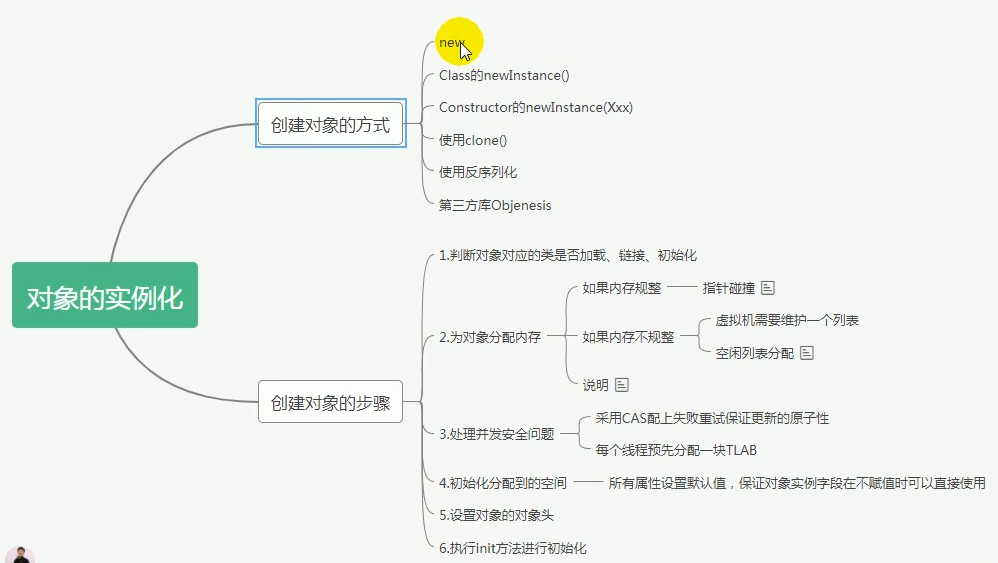 对象的实例化
创建对象的方式
new
Class的newInstance()
Constructor的newInstance(Xxx)
使用clone()
使用反序列化
第三方库Objenesis
创建对象的步骤
1.判断对象对应的类是否加载、链接、初始化
2.为对象分配内存
如果内存规整
指针碰撞
如果内存不规整
虚拟机需要维护一个列表
空闲列表分配
说明
3.处理并发安全问题
采用CAS配上失败重试保证更新的原子性
每个线程预先分配一块TLAB
4.初始化分配到的空间
所有属性设置默认值，保证对象实例字段在不赋值时可以直接使用
5.设置对象的对象头
6.执行init方法进行初始化